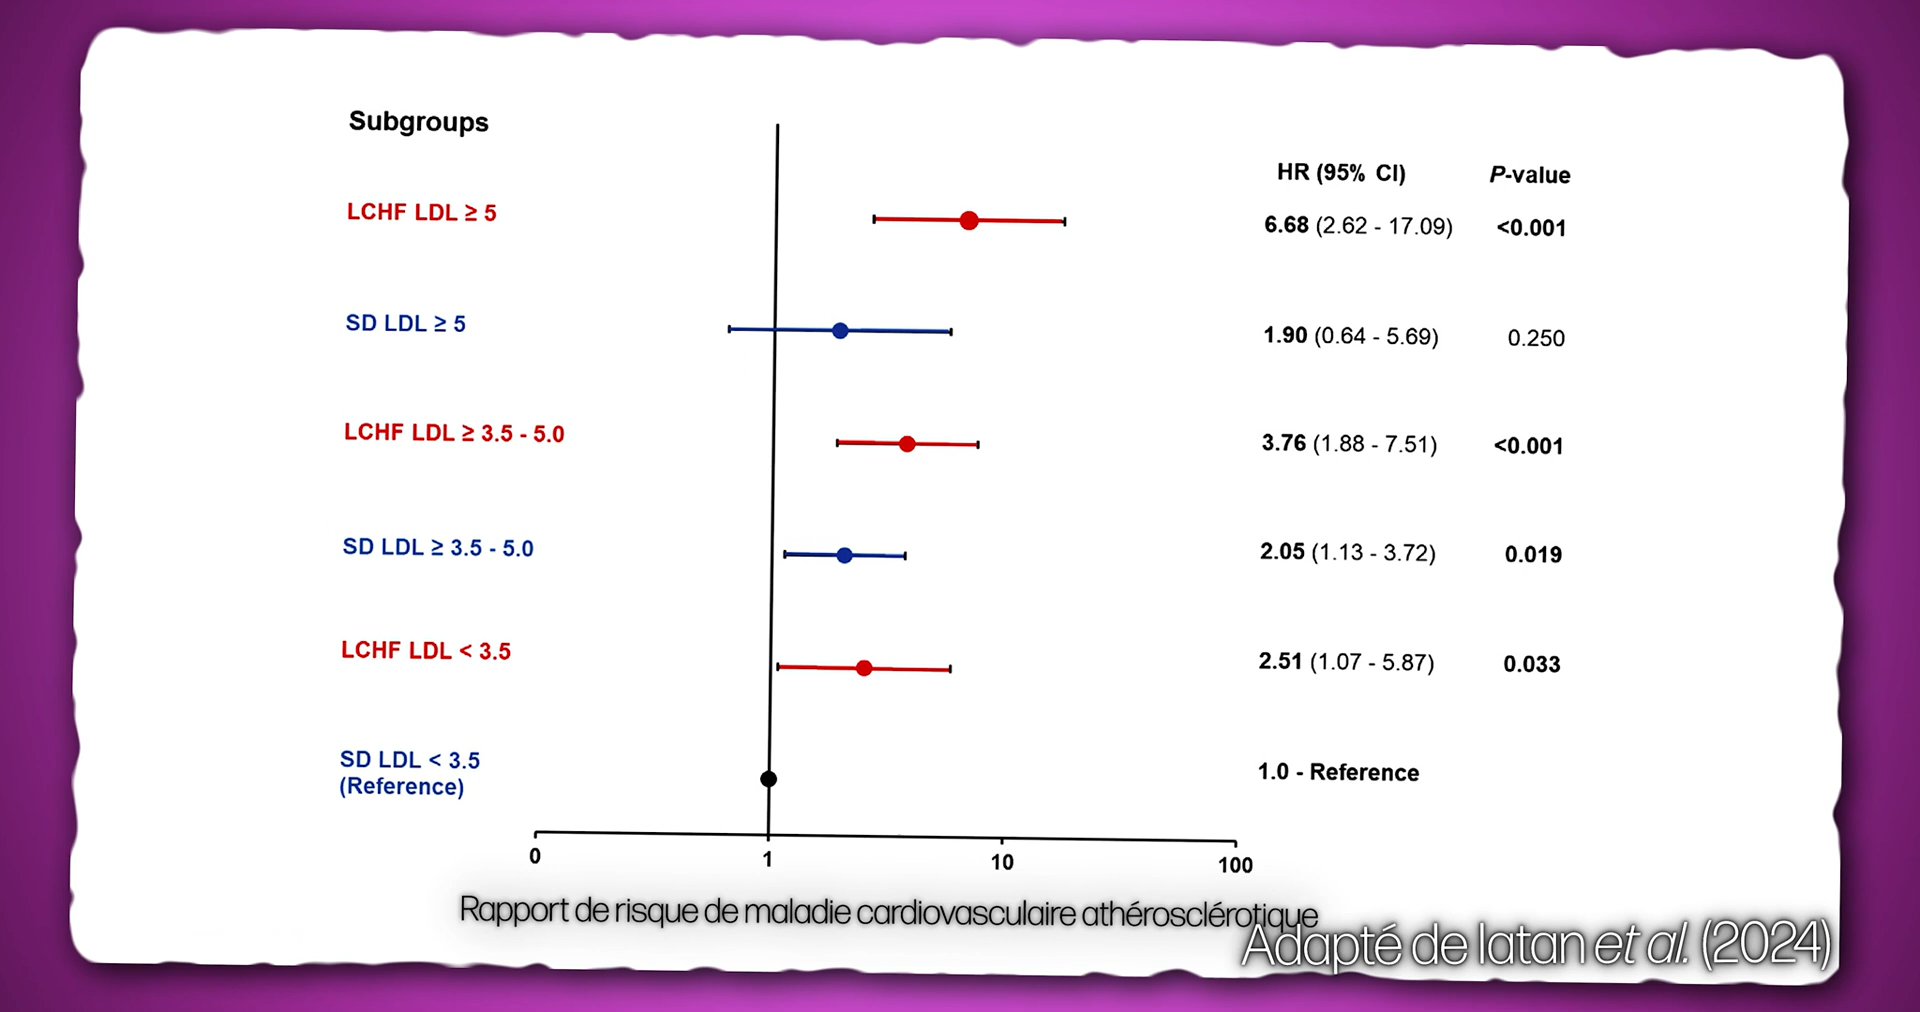 Subgroups
HR (95% CI) P-value
LCHF LDL ≥ 5 6.68 (2.62 - 17.09) <0.001
SD LDL ≥ 5 1.90 (0.64 - 5.69) 0.250
LCHF LDL ≥ 3.5 - 5.0 3.76 (1.88 - 7.51) <0.001
SD LDL ≥ 3.5 - 5.0 2.05 (1.13 - 3.72) 0.019
LCHF LDL < 3.5 2.51 (1.07 - 5.87) 0.033
SD LDL < 3.5 1.0 - Reference
(Reference)
0 1 10 100
Rapport de risque de maladie cardiovasculaire athérosclérotique
Adapté de Iatan et al. (2024)